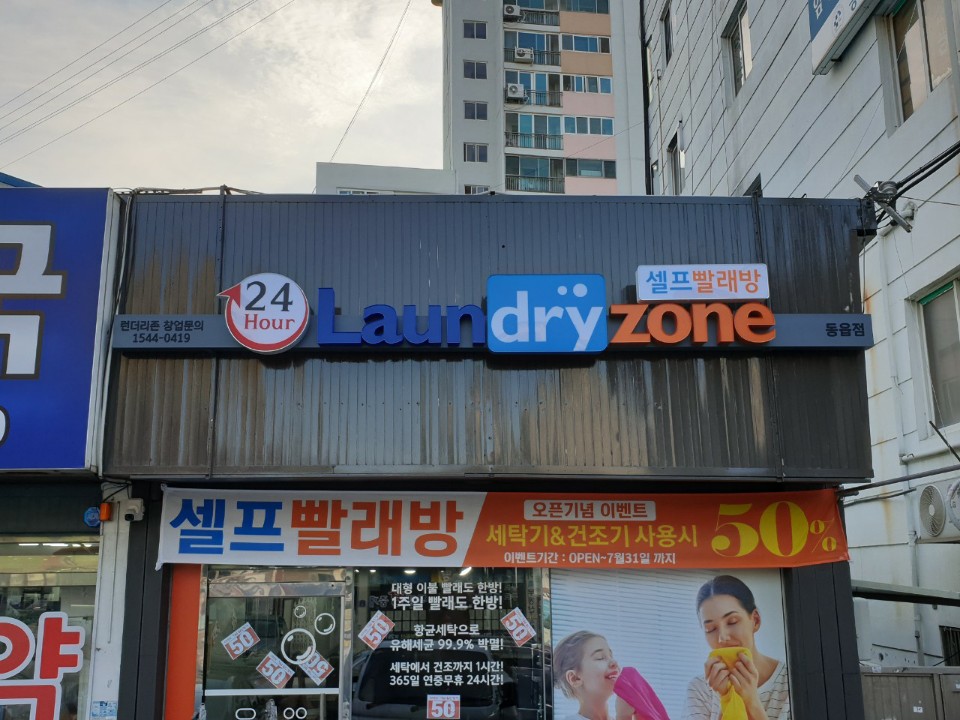 금
24
Hour
Laundry zone
셀프빨래방
런더리존 창업문의
1544-0419
동읍점
셀프빨래방
오픈기념 이벤트
세탁기&건조기 사용시
50%
이벤트기간 : OPEN~7월31일 까지
대형 이불 빨래도 한방!
1주일 빨래도 한방!
항균세탁으로
유해세균 99.9% 박멸!
세탁에서 건조까지 1시간!
365일 연중무휴 24시간!
50
50
50
50
50
50
약